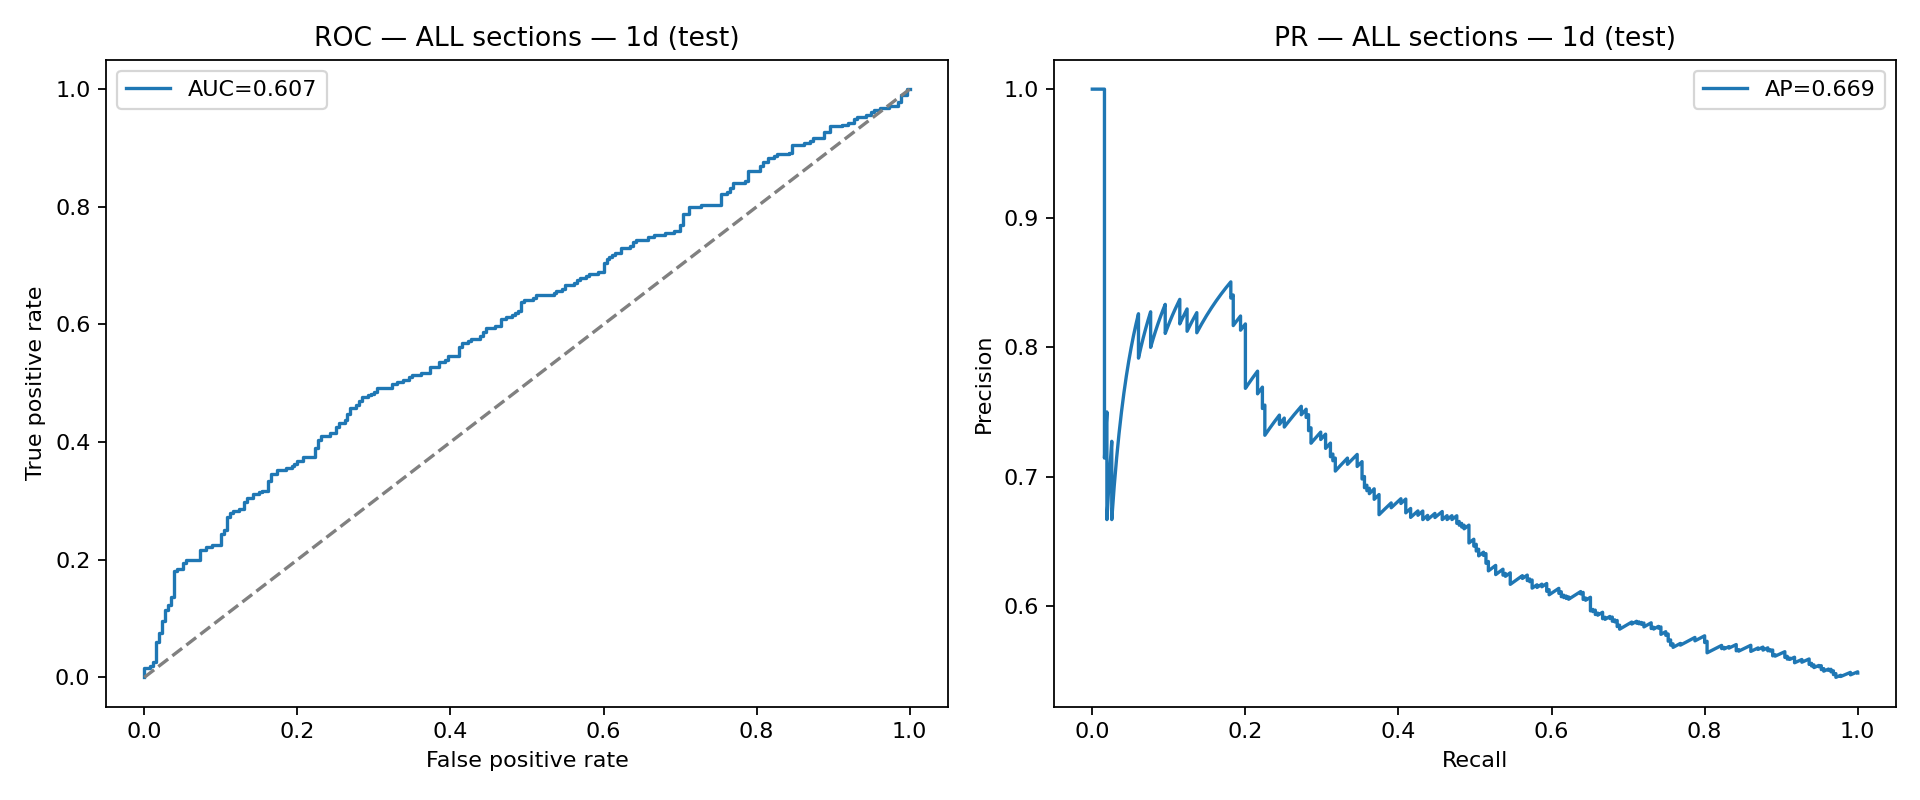 ROC — ALL sections — 1d (test)
AUC=0.607
1.0
0.8
0.6
0.4
0.2
0.0
True positive rate
0.0 0.2 0.4 0.6 0.8 1.0
False positive rate
PR — ALL sections — 1d (test)
AP=0.669
1.0
0.9
0.8
0.7
0.6
Precision
0.0 0.2 0.4 0.6 0.8 1.0
Recall